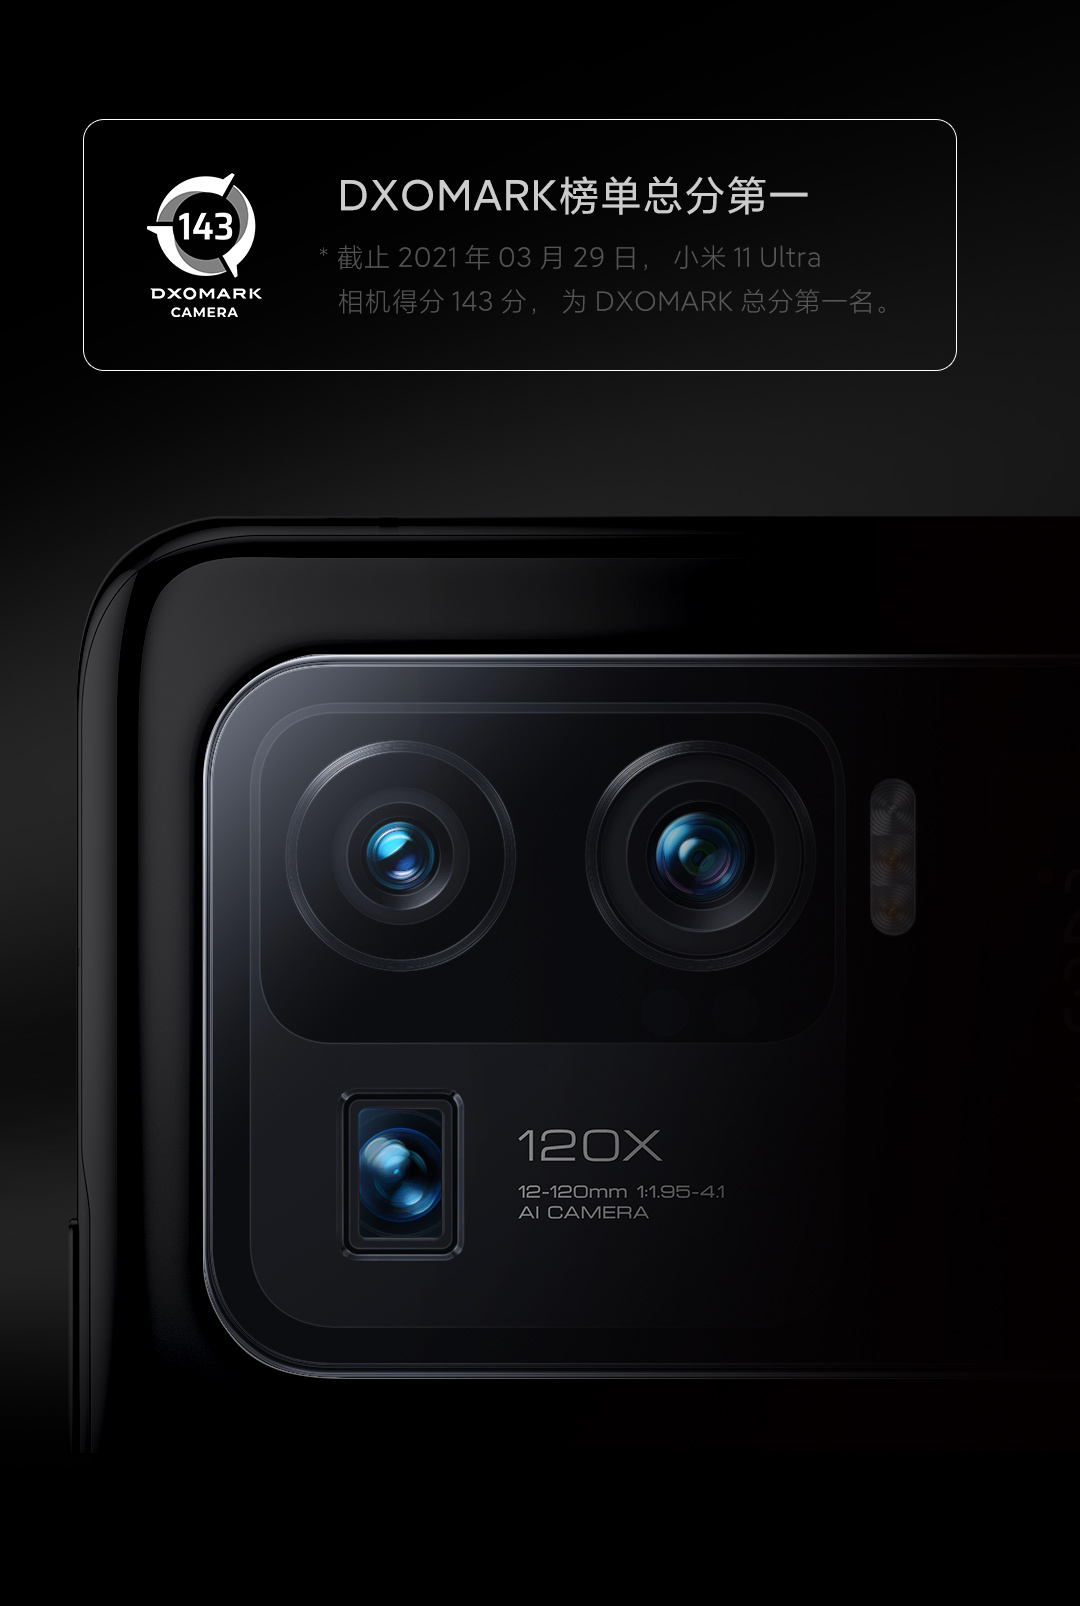 143
DXOMARK
CAMERA
DXOMARK榜单总分第一
* 截止 2021 年 03 月 29 日， 小米 11 Ultra
相机得分 143 分， 为 DXOMARK 总分第一名。
120X
12-120mm 1:1.95-4.1
AI CAMERA